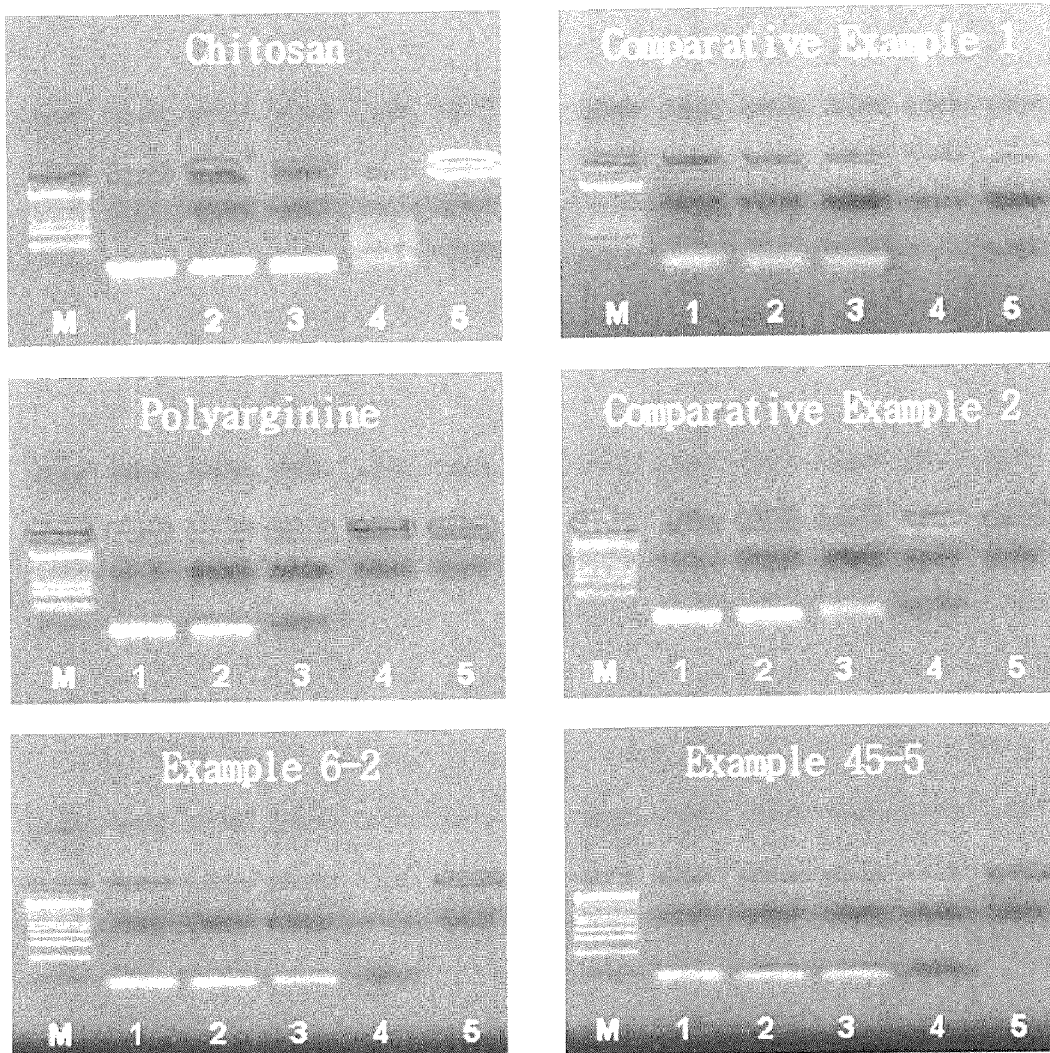 Chitosan
M 1 2 3 4 5
Comparative Example 1
M 1 2 3 4 5
Polyarginine
M 1 2 3 4 5
Comparative Example 2
M 1 2 3 4 5
Example 6-2
M 1 2 3 4 5
Example 45-5
M 1 2 3 4 5